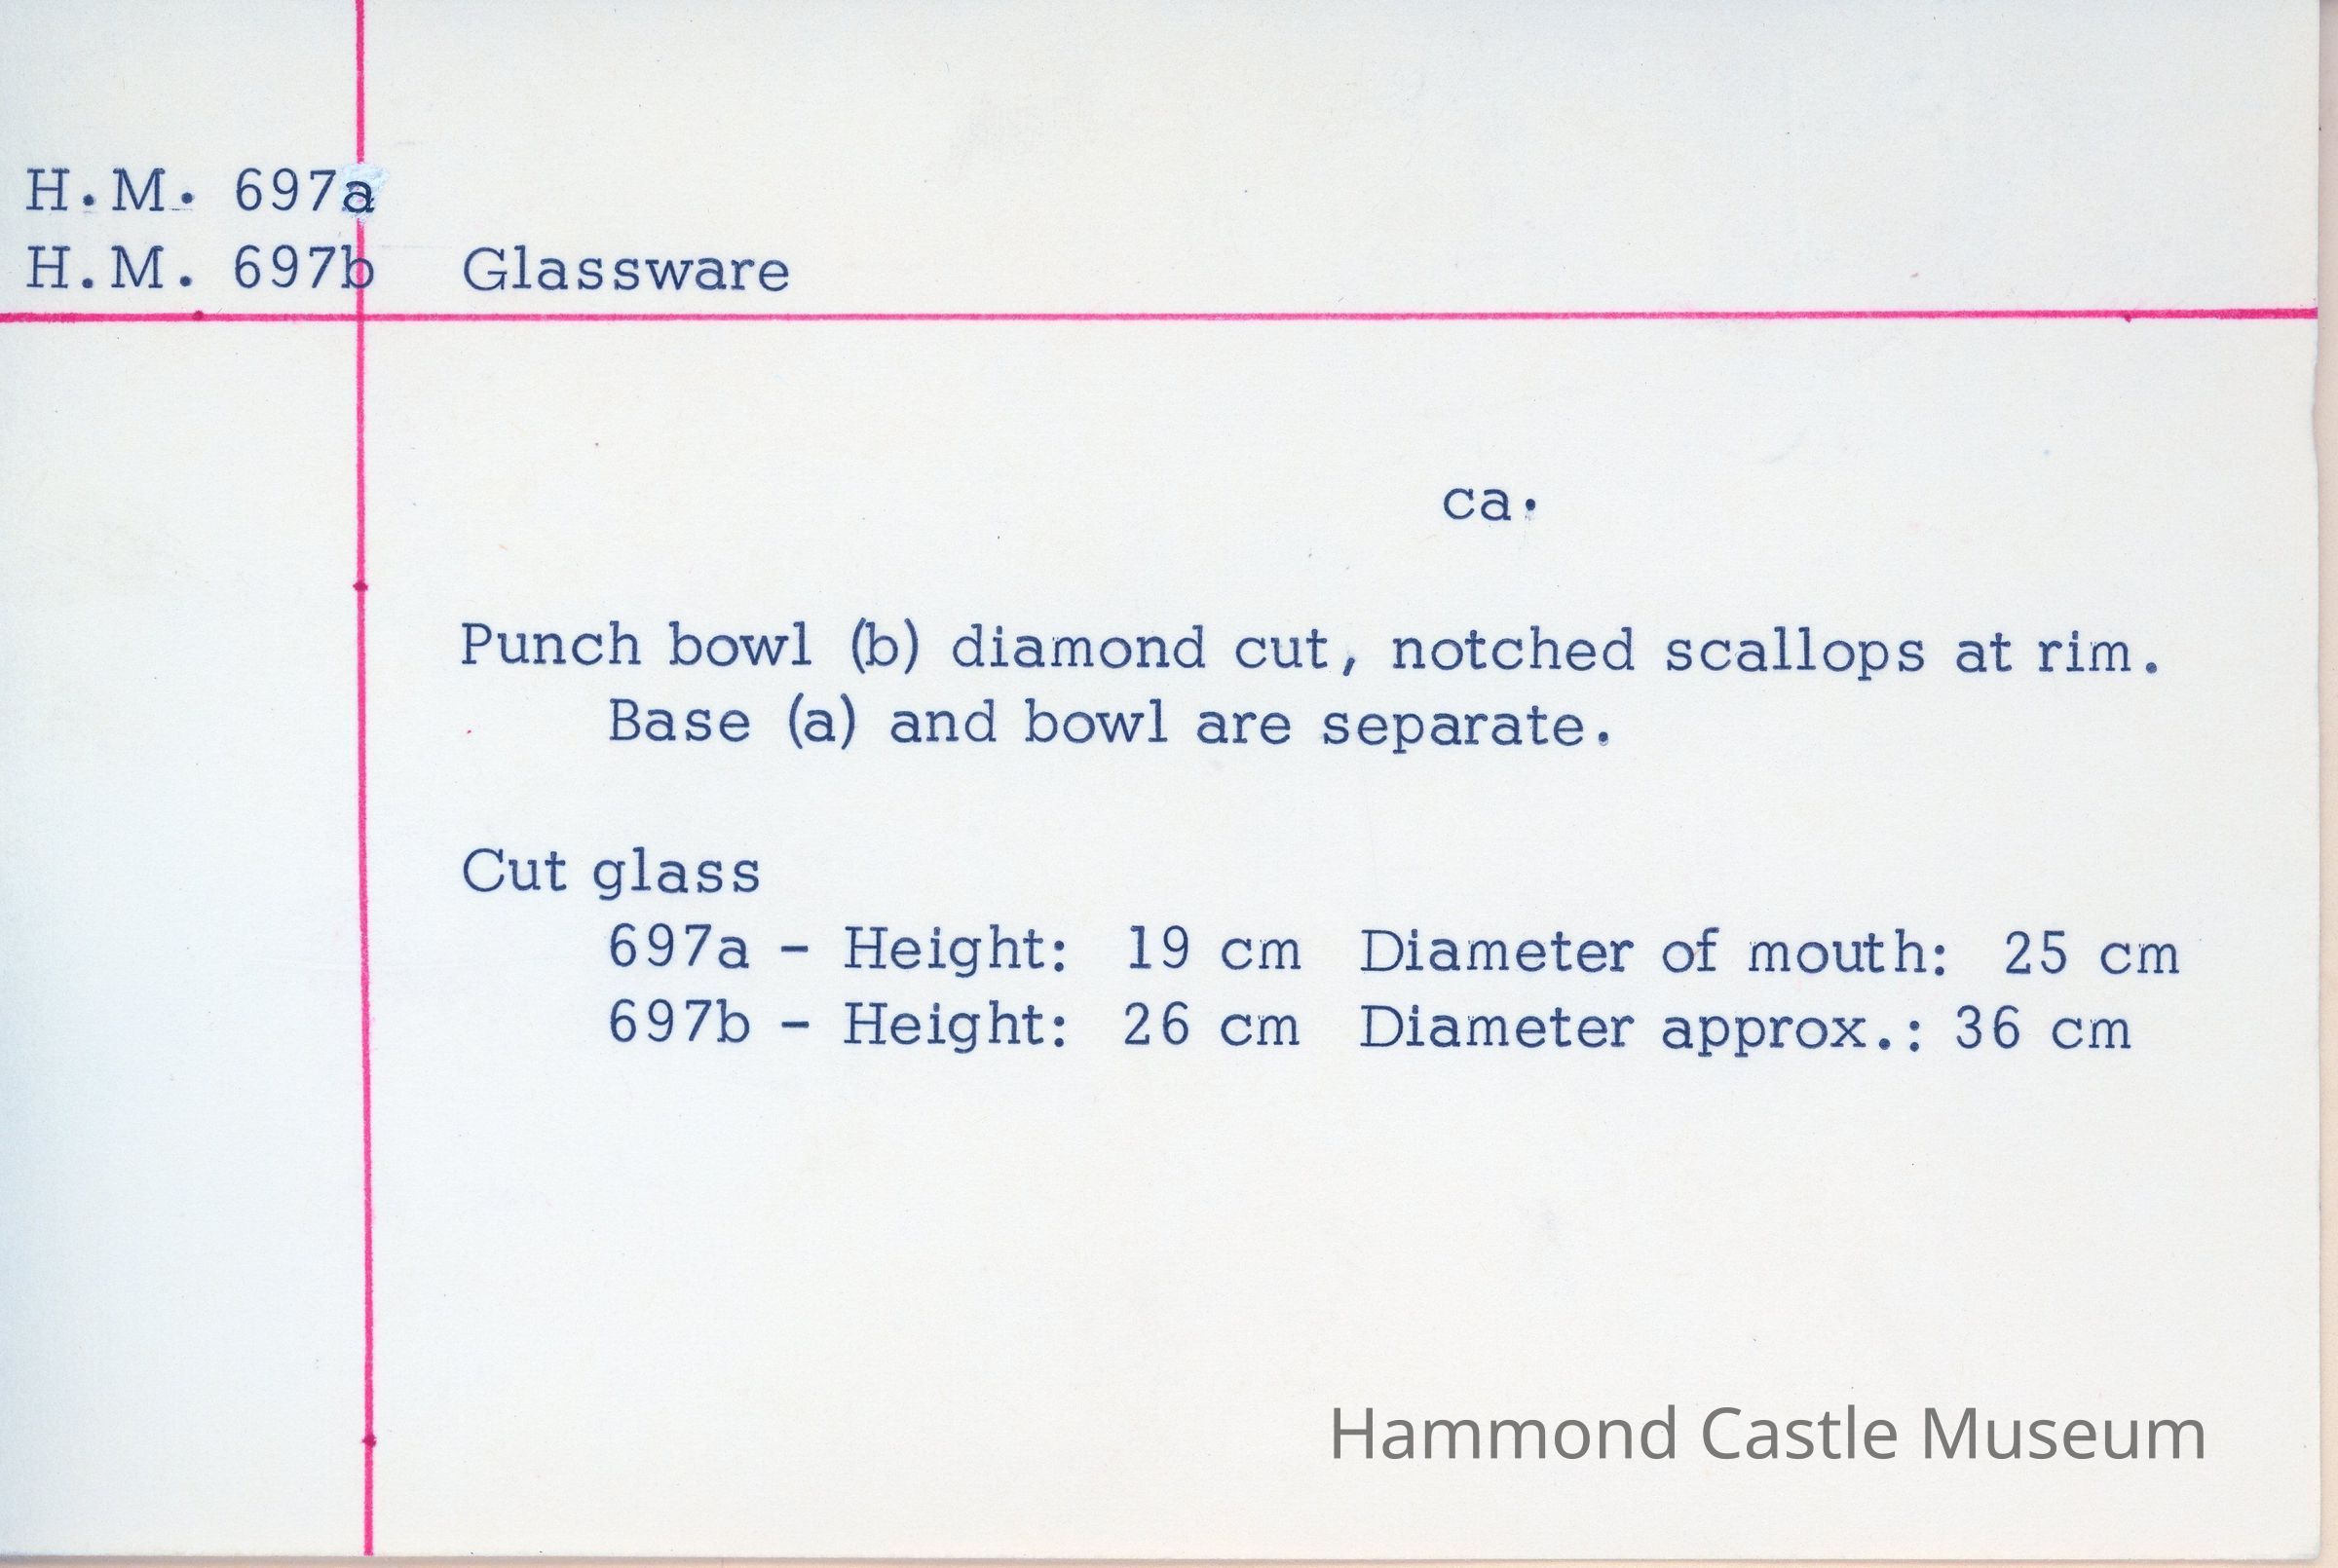 H.M. 697a
H.M. 697b Glassware
ca.
Punch bowl (b) diamond cut, notched scallops at rim.
Base (a) and bowl are separate.
Cut glass
697a - Height: 19 cm Diameter of mouth: 25 cm
697b - Height: 26 cm Diameter approx.: 36 cm
Hammond Castle Museum